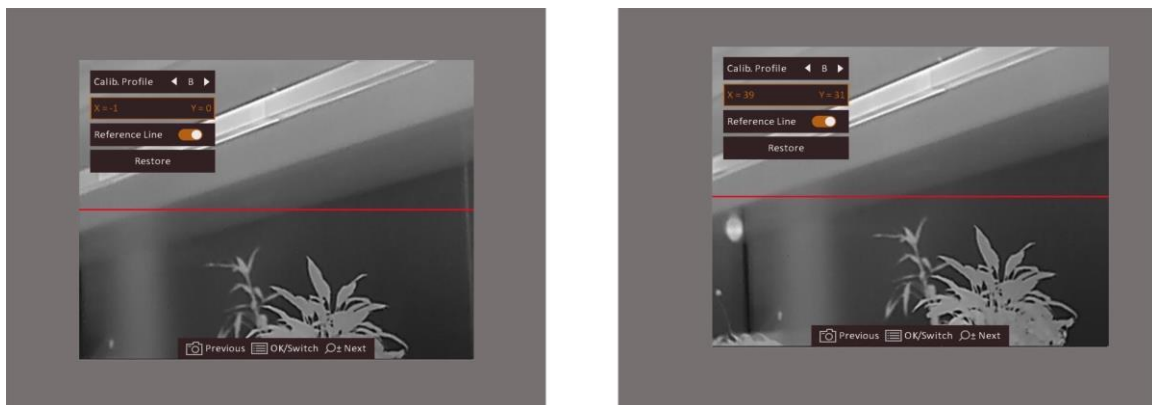 Calib. Profile ◀ B ▶
X = -1 Y = 0
Reference Line
Restore
Previous OK/Switch ± Next
Calib. Profile ◀ B ▶
X = 39 Y = 31
Reference Line
Restore
Previous OK/Switch ± Next